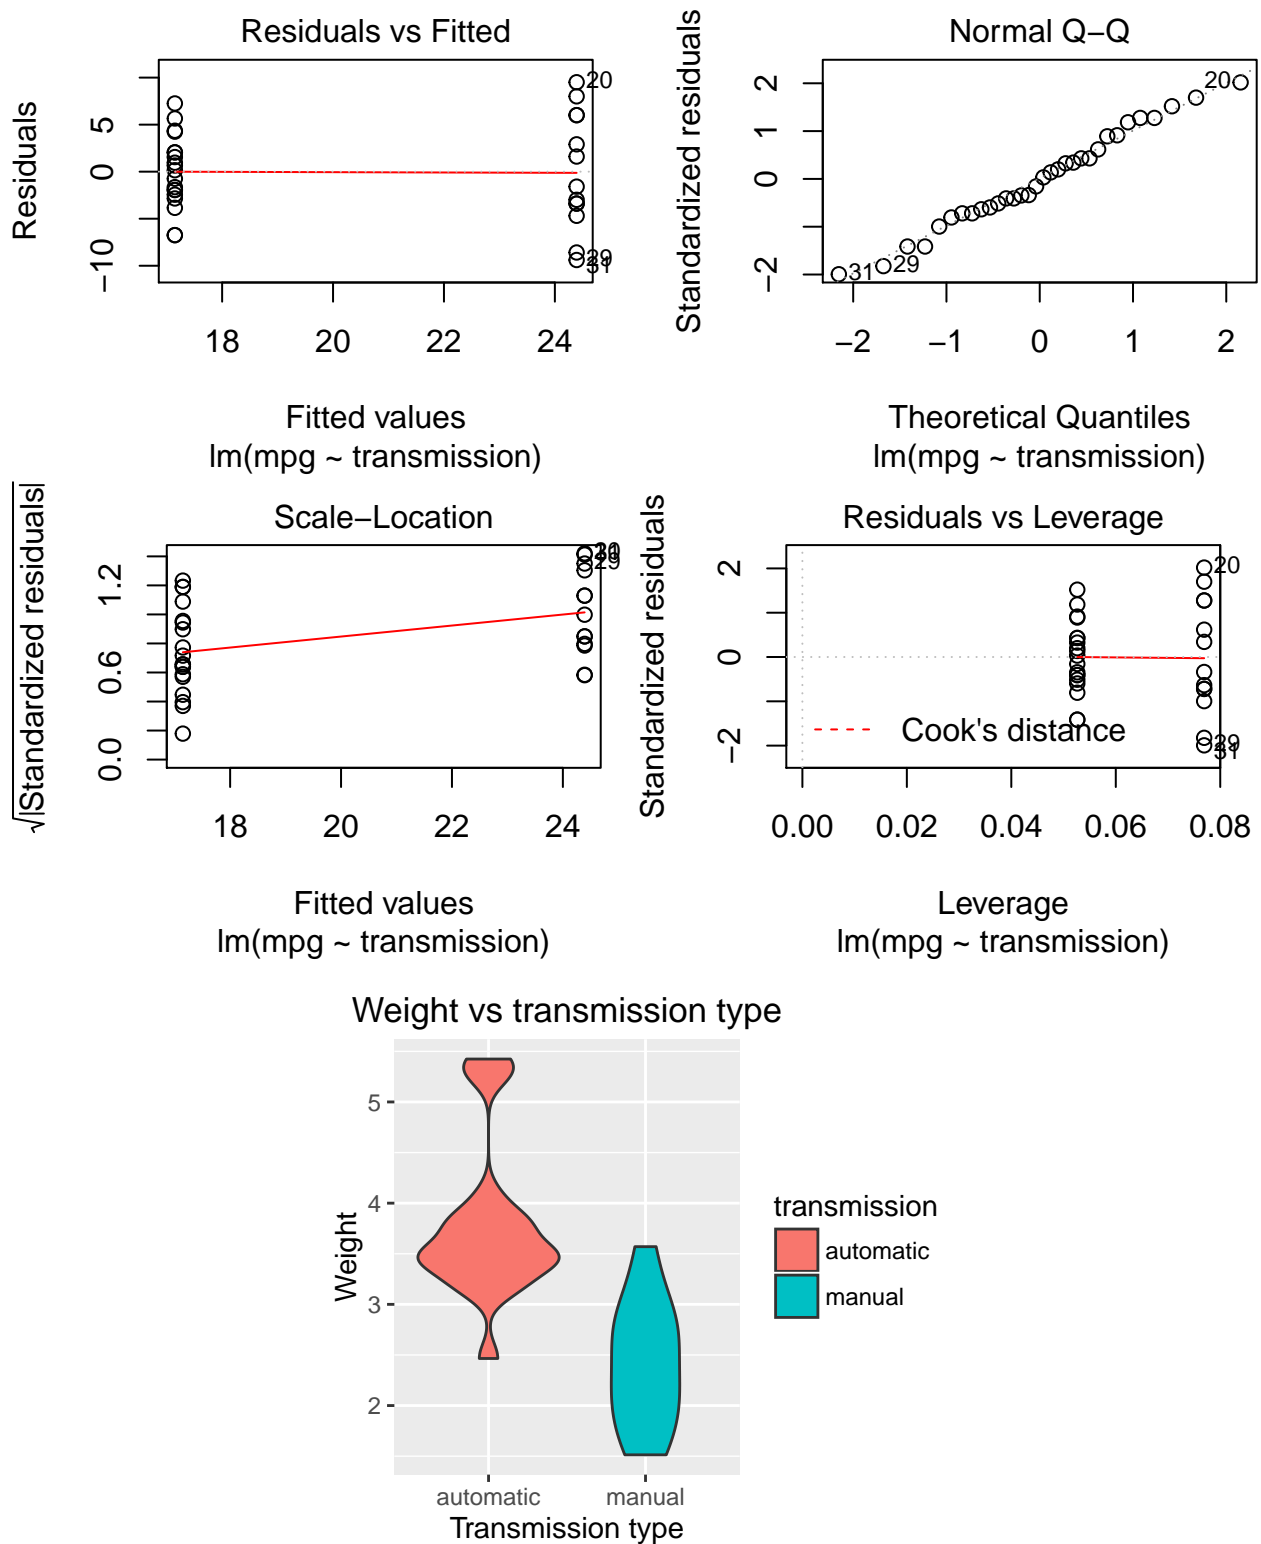 Residuals vs Fitted
Residuals
5
0
−10
20
29
31
18 20 22 24
Fitted values
lm(mpg ~ transmission)
Normal Q−Q
Standardized residuals
2
1
0
−2
20
31
29
−2 −1 0 1 2
Theoretical Quantiles
lm(mpg ~ transmission)
Scale−Location
√|Standardized residuals|
1.2
0.6
0.0
20
31
29
18 20 22 24
Fitted values
lm(mpg ~ transmission)
Residuals vs Leverage
Standardized residuals
2
0
−2
20
29
31
Cook's distance
0.00 0.02 0.04 0.06 0.08
Leverage
lm(mpg ~ transmission)
Weight vs transmission type
Weight
5
4
3
2
automatic manual
Transmission type
transmission
automatic
manual